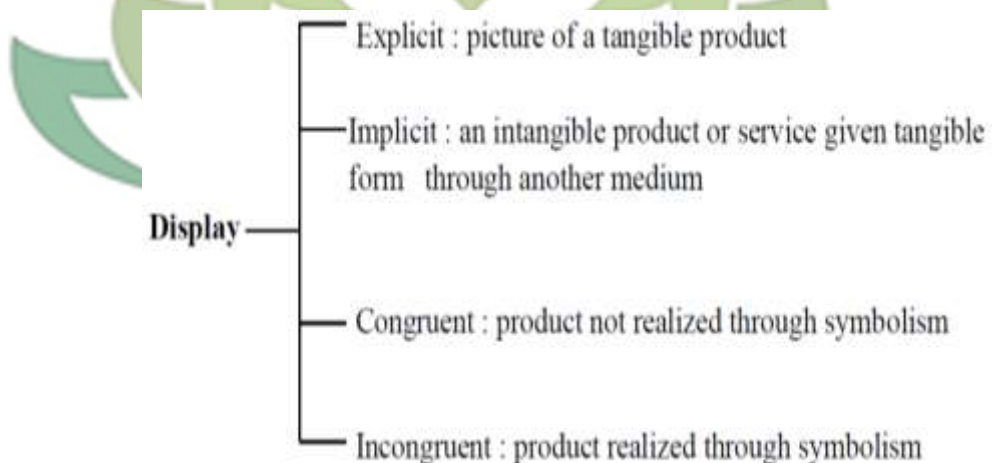 Explicit : picture of a tangible product
Implicit : an intangible product or service given tangible
form through another medium
Display
Congruent : product not realized through symbolism
Incongruent : product realized through symbolism